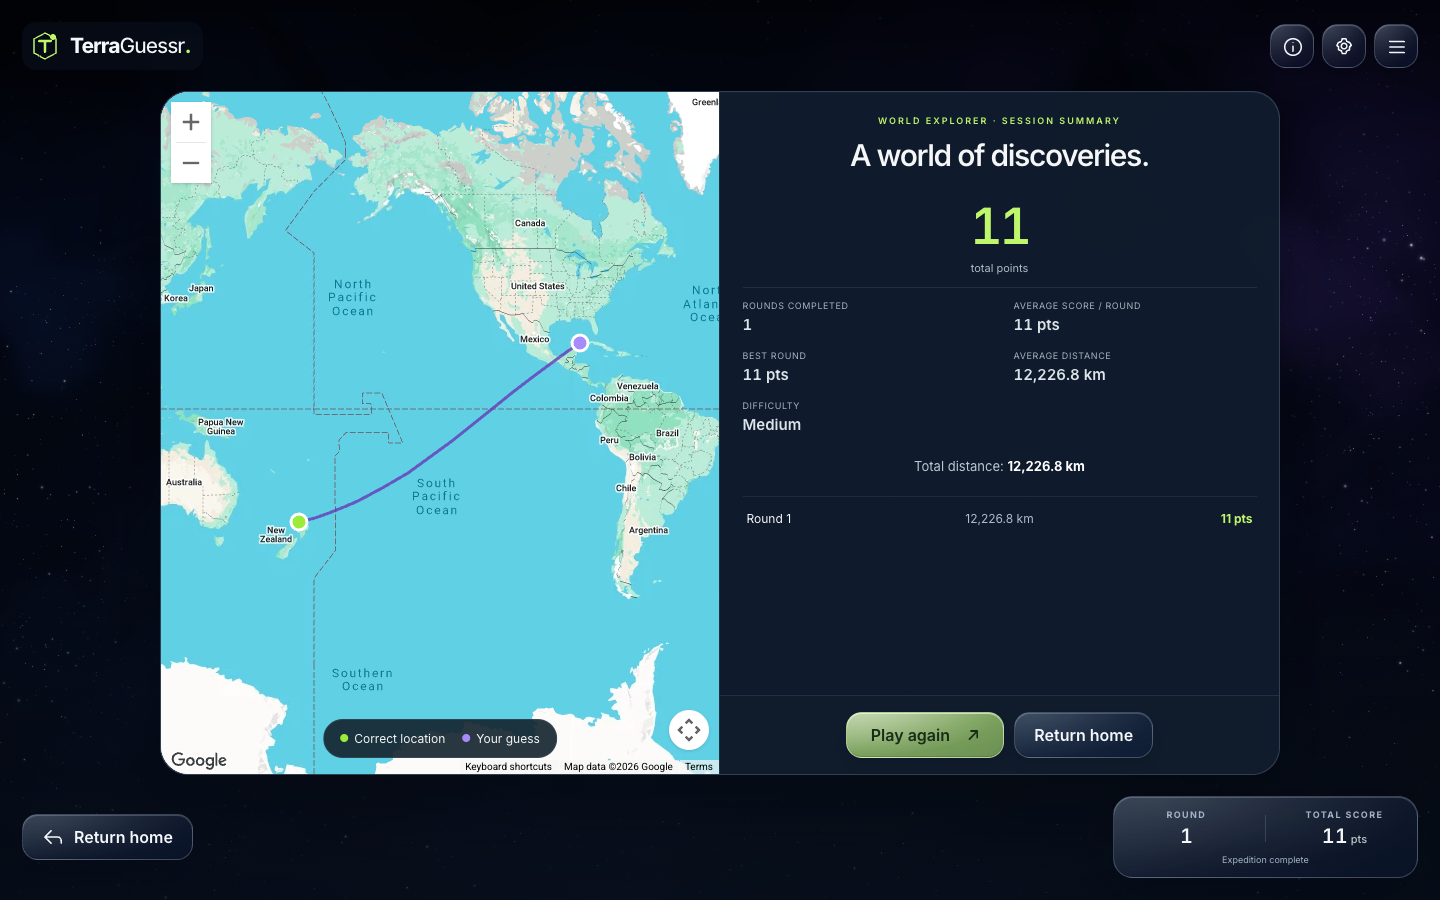 TerraGuessr.
Greenl
Canada
United States
Mexico
North
Pacific
Ocean
Nort
Atlan
Ocea
Japan
Korea
Venezuela
Colombia
Papua New
Guinea
Peru
Brazil
Bolivia
Australia
South
Pacific
Ocean
Chile
New
Zealand
Argentina
Southern
Ocean
Correct location
Your guess
Google
Keyboard shortcuts
Map data ©2026 Google
Terms
WORLD EXPLORER · SESSION SUMMARY
A world of discoveries.
11
total points
ROUNDS COMPLETED
1
AVERAGE SCORE / ROUND
11 pts
BEST ROUND
11 pts
AVERAGE DISTANCE
12,226.8 km
DIFFICULTY
Medium
Total distance: 12,226.8 km
Round 1 12,226.8 km 11 pts
Play again
Return home
Return home
ROUND
1
TOTAL SCORE
11 pts
Expedition complete